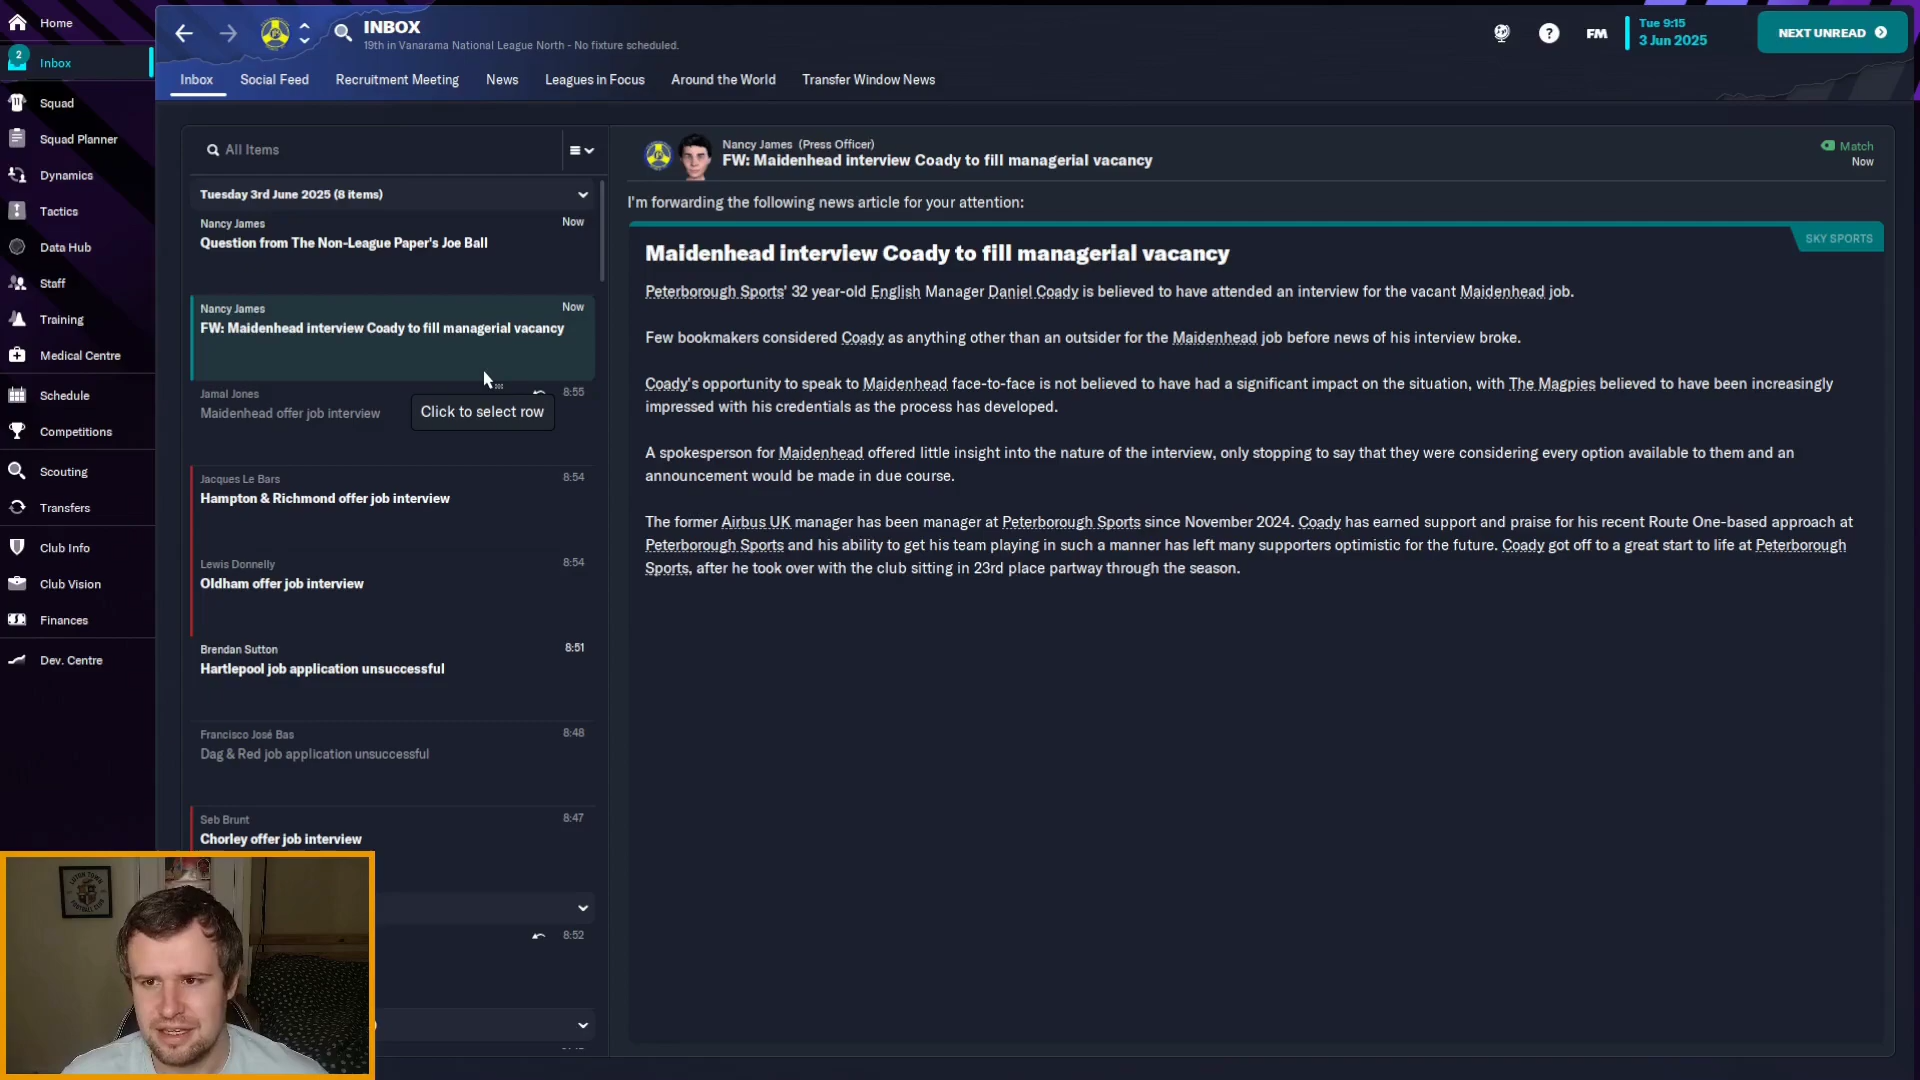 Home
2
Inbox
Squad
Squad Planner
Dynamics
Tactics
Data Hub
Staff
Training
Medical Centre
Schedule
Competitions
Scouting
Transfers
Club Info
Club Vision
Finances
Dev. Centre
INBOX
19th in Vanarama National League North - No fixture scheduled.
FM
Tue 9:15
3 Jun 2025
NEXT UNREAD
Inbox Social Feed Recruitment Meeting News Leagues in Focus Around the World Transfer Window News
All Items
Tuesday 3rd June 2025 (8 items)
Nancy James Now
Question from The Non-League Paper's Joe Ball
Nancy James Now
FW: Maidenhead interview Coady to fill managerial vacancy
Jamal Jones 8:55
Maidenhead offer job interview
Click to select row
Jacques Le Bars 8:54
Hampton & Richmond offer job interview
Lewis Donnelly 8:54
Oldham offer job interview
Brendan Sutton 8:51
Hartlepool job application unsuccessful
Francisco José Bas 8:48
Dag & Red job application unsuccessful
Seb Brunt 8:47
Chorley offer job interview
8:52
Nancy James (Press Officer)
FW: Maidenhead interview Coady to fill managerial vacancy
Match
Now
I'm forwarding the following news article for your attention:
SKY SPORTS
Maidenhead interview Coady to fill managerial vacancy
Peterborough Sports' 32 year-old English Manager Daniel Coady is believed to have attended an interview for the vacant Maidenhead job.
Few bookmakers considered Coady as anything other than an outsider for the Maidenhead job before news of his interview broke.
Coady's opportunity to speak to Maidenhead face-to-face is not believed to have had a significant impact on the situation, with The Magpies believed to have been increasingly
impressed with his credentials as the process has developed.
A spokesperson for Maidenhead offered little insight into the nature of the interview, only stopping to say that they were considering every option available to them and an
announcement would be made in due course.
The former Airbus UK manager has been manager at Peterborough Sports since November 2024. Coady has earned support and praise for his recent Route One-based approach at
Peterborough Sports and his ability to get his team playing in such a manner has left many supporters optimistic for the future. Coady got off to a great start to life at Peterborough
Sports, after he took over with the club sitting in 23rd place partway through the season.
LUTON TOWN